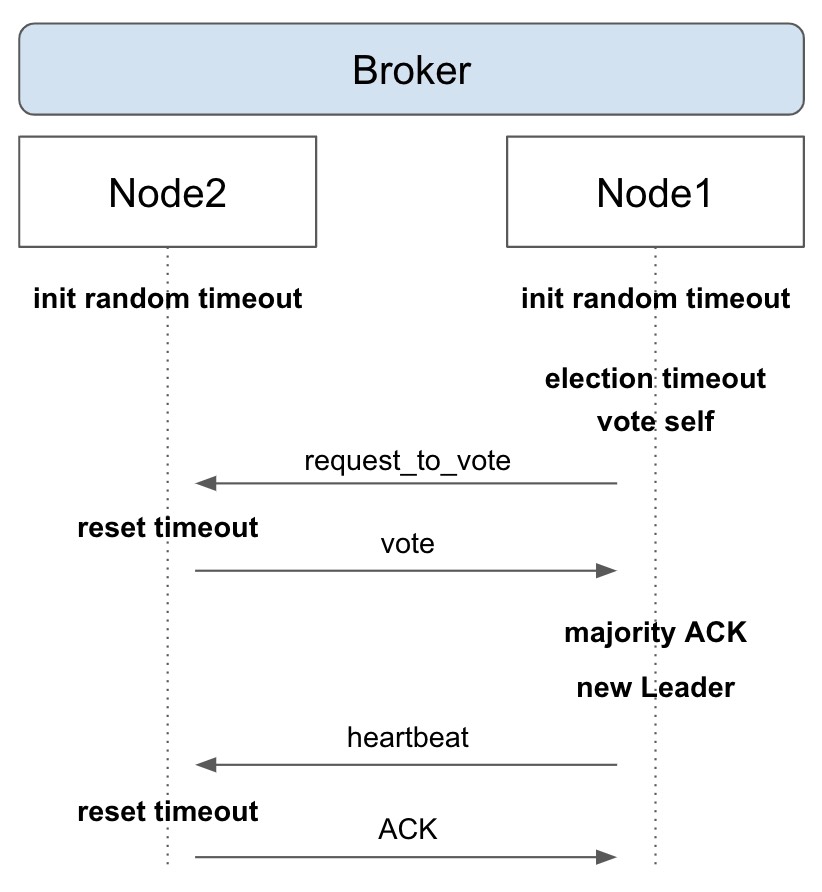 Broker
Node2
Node1
init random timeout
init random timeout
election timeout
vote self
request_to_vote
reset timeout
vote
majority ACK
new Leader
heartbeat
reset timeout
ACK